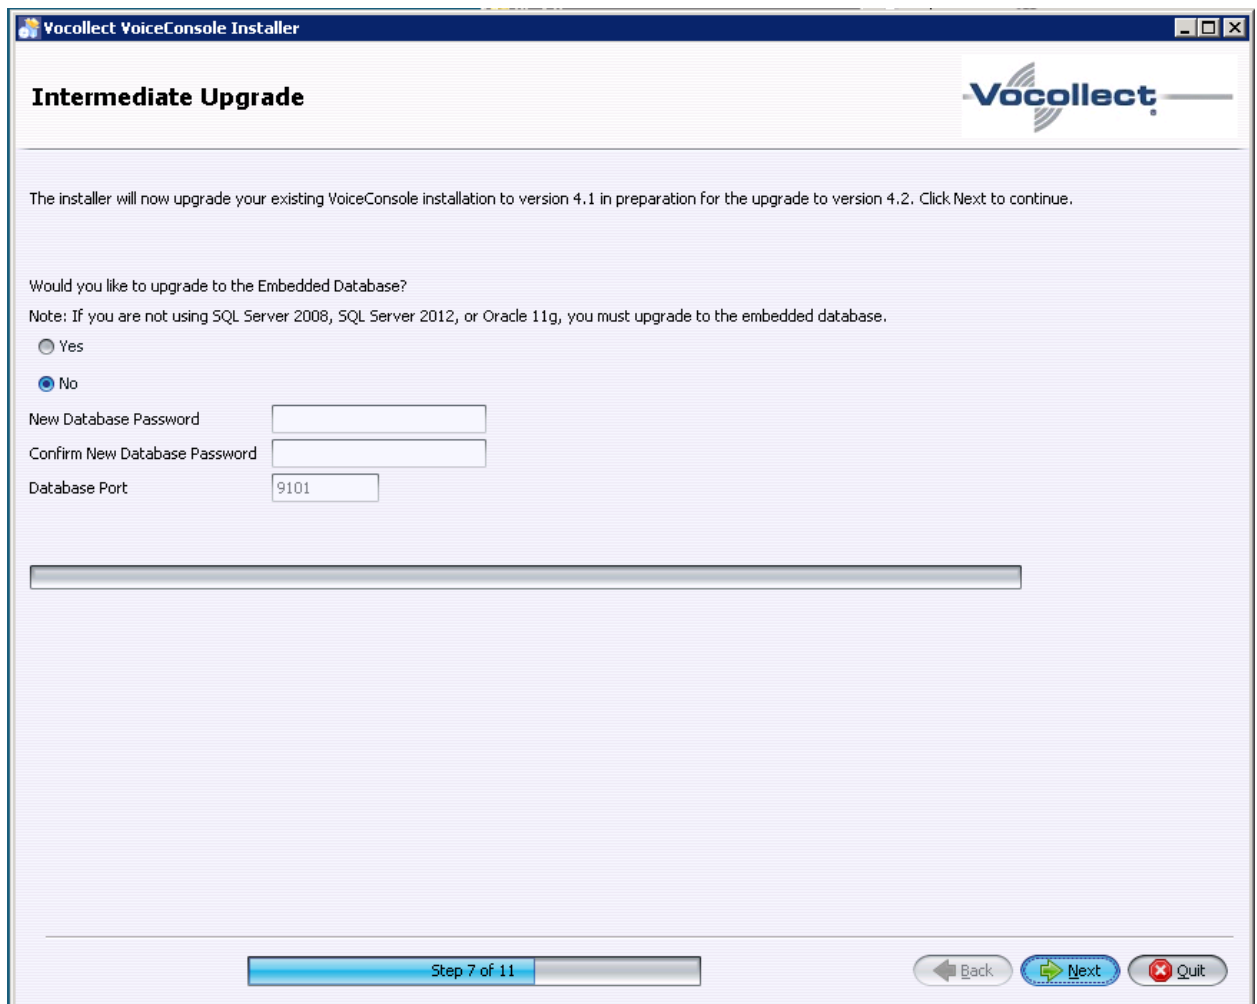 Vocollect VoiceConsole Installer
Intermediate Upgrade
Vocollect
The installer will now upgrade your existing VoiceConsole installation to version 4.1 in preparation for the upgrade to version 4.2. Click Next to continue.
Would you like to upgrade to the Embedded Database?
Note: If you are not using SQL Server 2008, SQL Server 2012, or Oracle 11g, you must upgrade to the embedded database.
Yes
No
New Database Password
Confirm New Database Password
Database Port 9101
Step 7 of 11 Back Next Quit